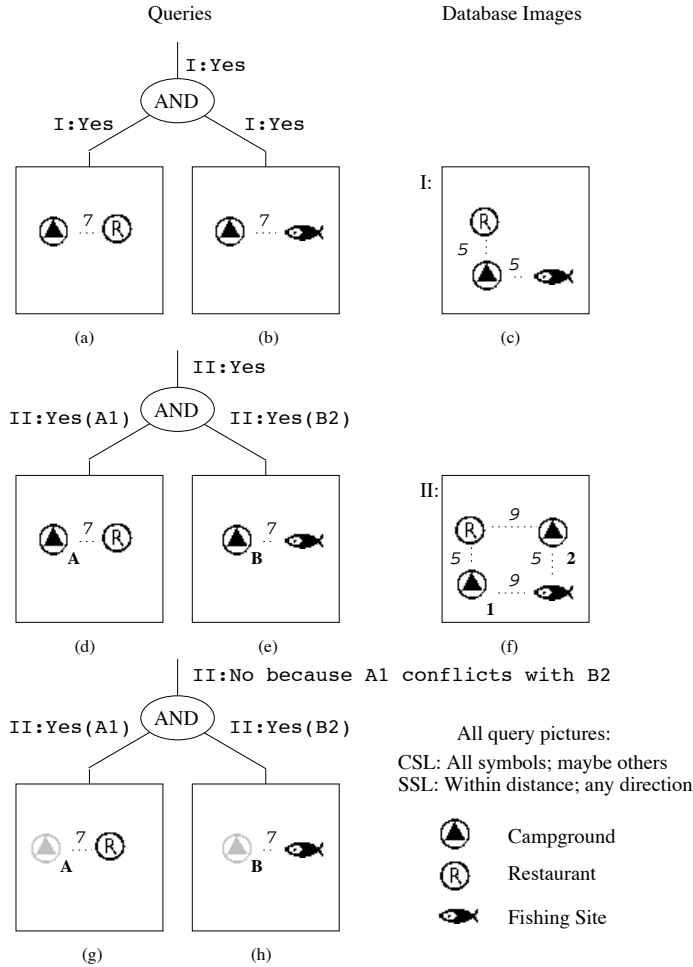 Queries
Database Images
I:Yes
AND
I:Yes I:Yes
I:
7
R
7
R
5
5
(a)
(b)
(c)
II:Yes
AND
II:Yes(A1) II:Yes(B2)
II:
7
R
A
7
B
R
9
2
5
5
9
1
(d)
(e)
(f)
II:No because A1 conflicts with B2
AND
II:Yes(A1) II:Yes(B2)
7
R
A
7
B
(g)
(h)
All query pictures:
CSL: All symbols; maybe others
SSL: Within distance; any direction
Campground
R Restaurant
Fishing Site